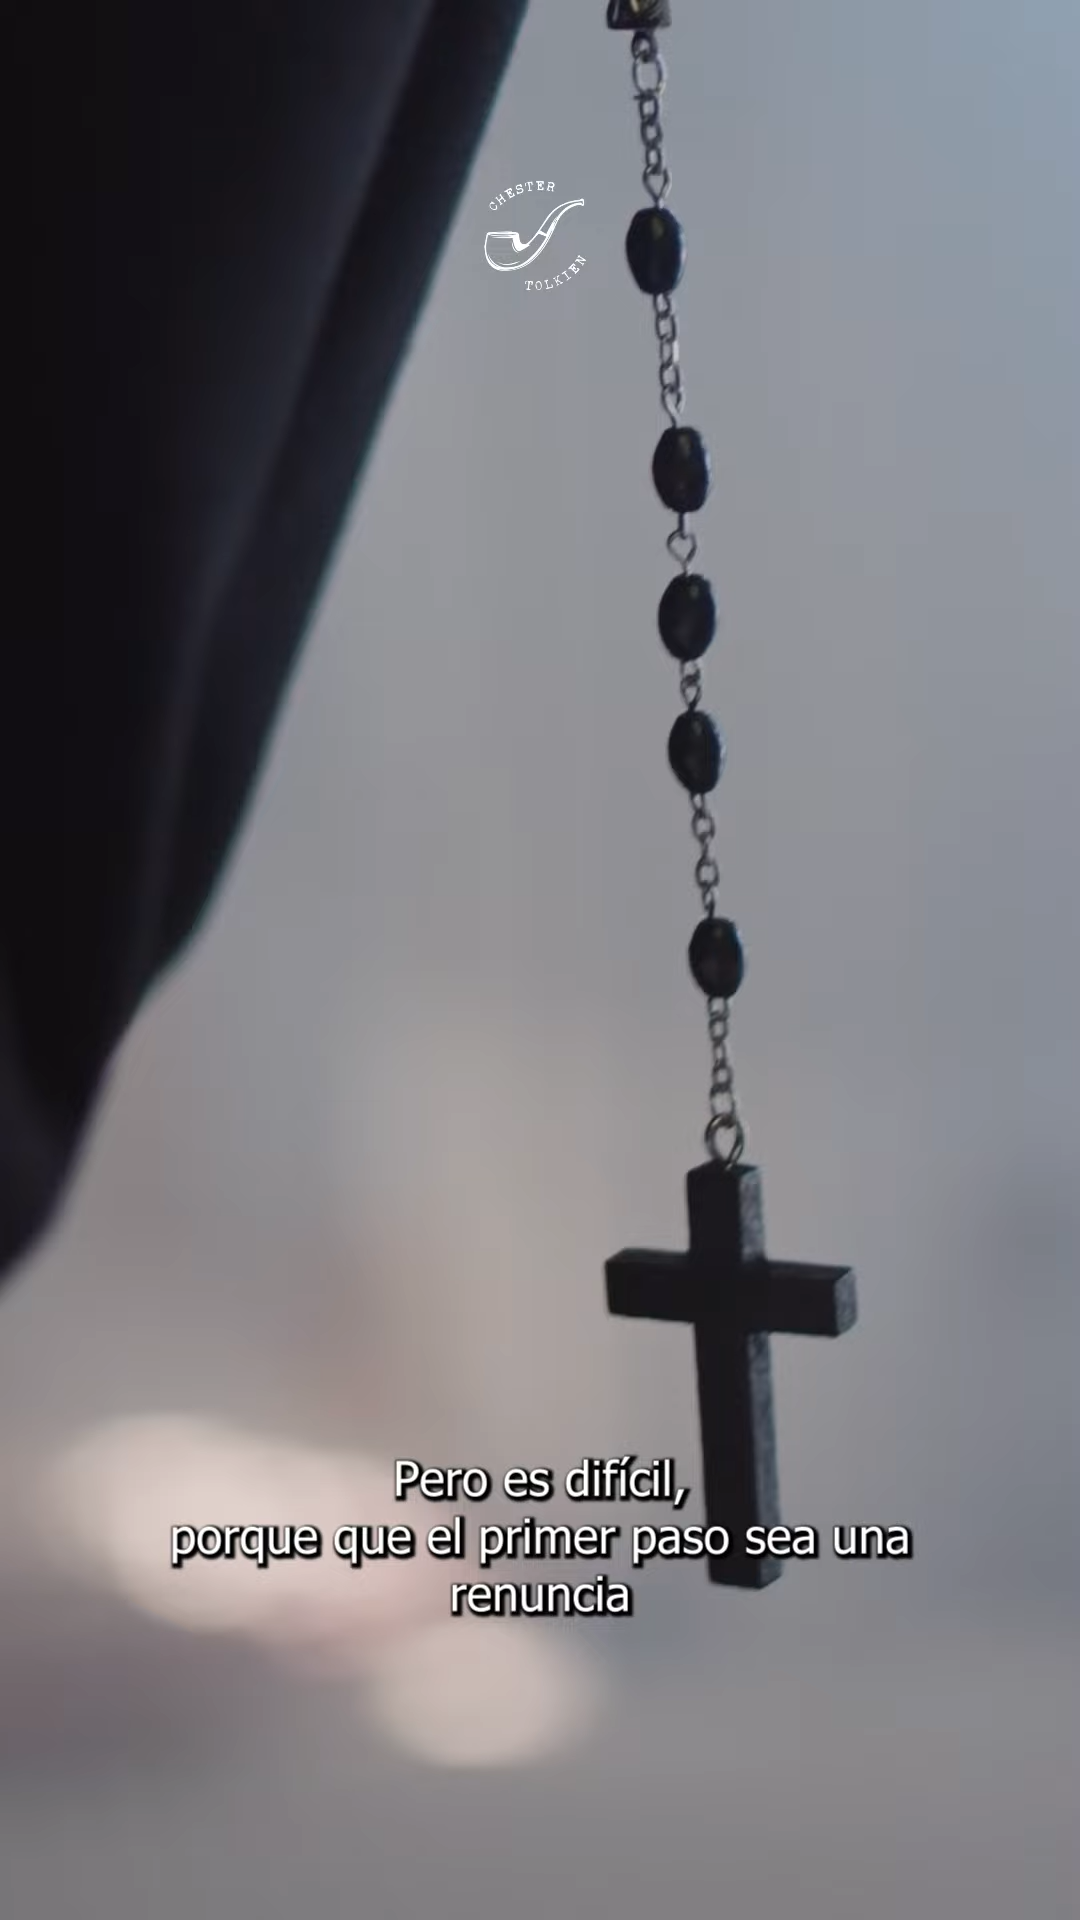 CHESTER
TOLKIEN
Pero es difícil,
porque que el primer paso sea una
renuncia